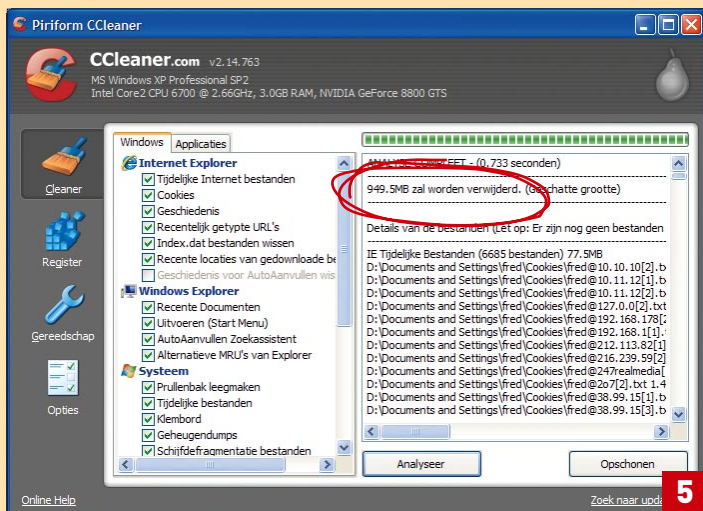 Piriform CCleaner
CCleaner.com v2.14.763
MS Windows XP Professional SP2
Intel Core2 CPU 6700 @ 2.66GHz, 3.0GB RAM, NVIDIA GeForce 8800 GTS
Cleaner
Register
Gereedschap
Opties
Windows
Applicaties
Internet Explorer
Tijdelijke Internet bestanden
Cookies
Geschiedenis
Recentelijk getypte URL's
Index.dat bestanden wissen
Recente locaties van gedownloade be
Geschiedenis voor AutoAanvullen wis
Windows Explorer
Recente Documenten
Uitvoeren (Start Menu)
AutoAanvullen Zoekassistent
Alternatieve MRU's van Explorer
Systeem
Prullenbak leegmaken
Tijdelijke bestanden
Klembord
Geheugendumps
Schijfdefragmentatie bestanden
ANALYSE COMPLEET - (0.733 seconden)
949.5MB zal worden verwijderd. (Geschatte grootte)
Details van de bestanden (Let op: Er zijn nog geen bestanden
IE Tijdelijke Bestanden (6685 bestanden) 77.5MB
D:\Documents and Settings\fred\Cookies\fred@10.10.10[2].tx
D:\Documents and Settings\fred\Cookies\fred@10.11.12[1].tx
D:\Documents and Settings\fred\Cookies\fred@10.11.12[2].tx
D:\Documents and Settings\fred\Cookies\fred@127.0.0[2].txt
D:\Documents and Settings\fred\Cookies\fred@192.168.178[2
D:\Documents and Settings\fred\Cookies\fred@192.168.1[1].
D:\Documents and Settings\fred\Cookies\fred@212.113.82[1]
D:\Documents and Settings\fred\Cookies\fred@216.239.59[2]
D:\Documents and Settings\fred\Cookies\fred@247realmedia[
D:\Documents and Settings\fred\Cookies\fred@2o7[2].txt 1.4
D:\Documents and Settings\fred\Cookies\fred@38.99.15[1].tx
D:\Documents and Settings\fred\Cookies\fred@38.99.15[3].tx
Analyseer
Opschonen
Online Help
Zoek naar upda
5